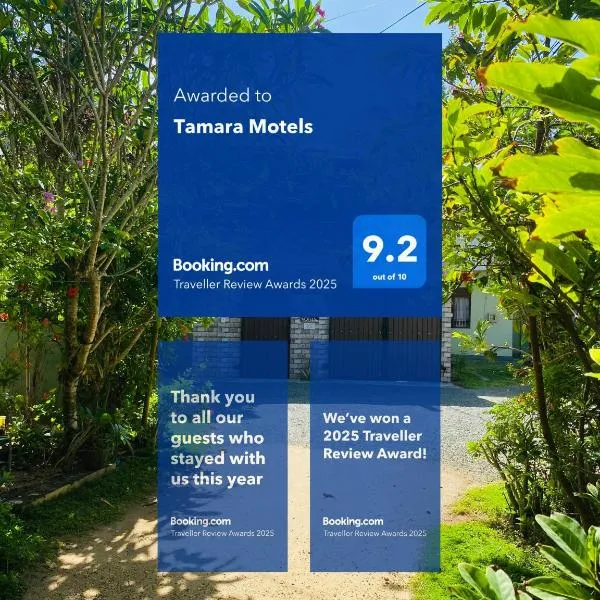 Awarded to
Tamara Motels
9.2
out of 10
Booking.com
Traveller Review Awards 2025
Thank you
to all our
guests who
stayed with
us this year
Booking.com
Traveller Review Awards 2025
We've won a
2025 Traveller
Review Award!
Booking.com
Traveller Review Awards 2025